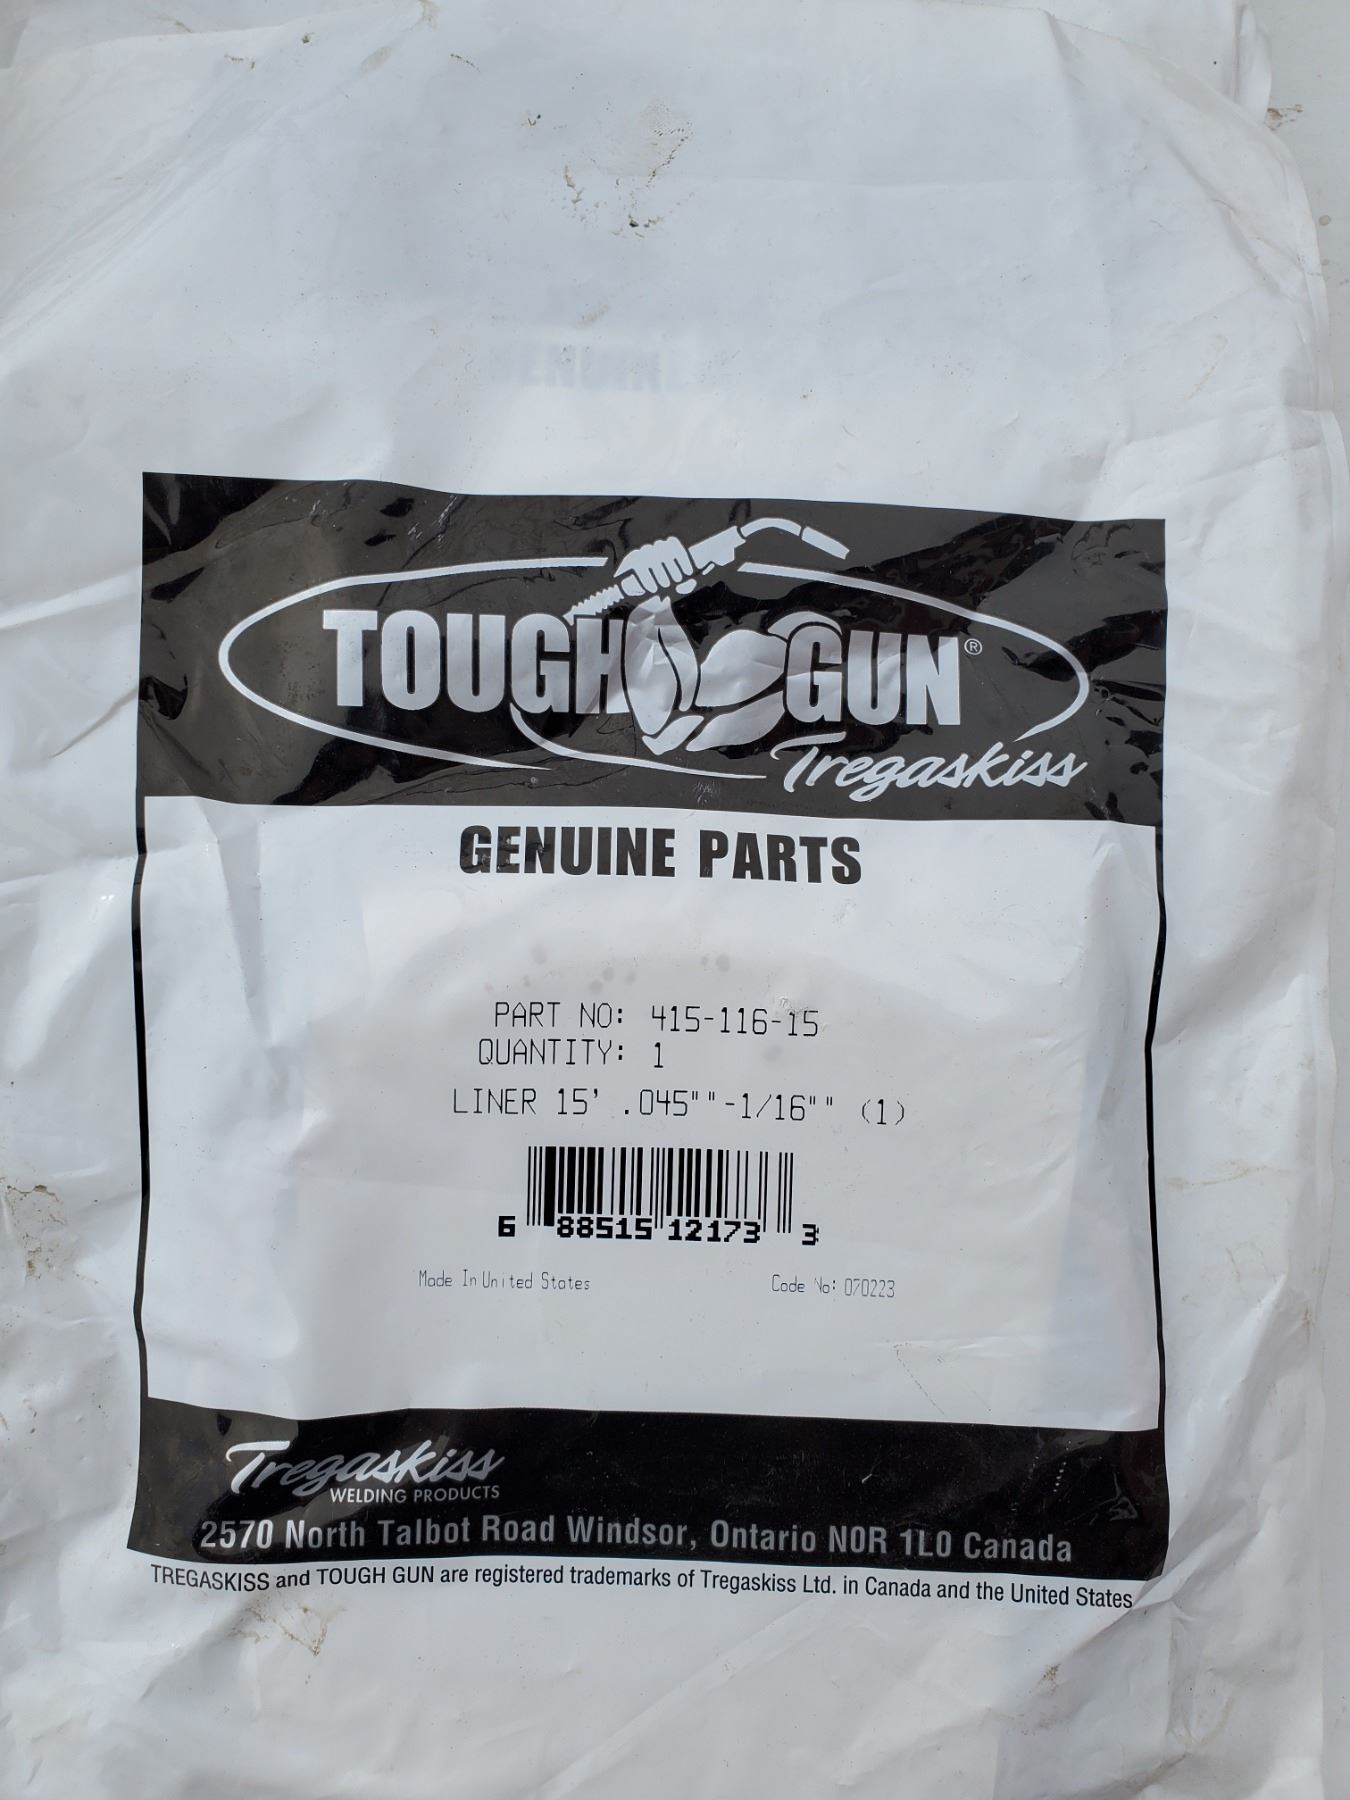 TOUGH GUN®
Tregaskiss
GENUINE PARTS
PART NO: 415-116-15
QUANTITY: 1
LINER 15' .045""-1/16"" (1)
6 88515 12173 3
Made In United States Code No: 070223
Tregaskiss
WELDING PRODUCTS
2570 North Talbot Road Windsor, Ontario N0R 1L0 Canada
TREGASKISS and TOUGH GUN are registered trademarks of Tregaskiss Ltd. in Canada and the United States